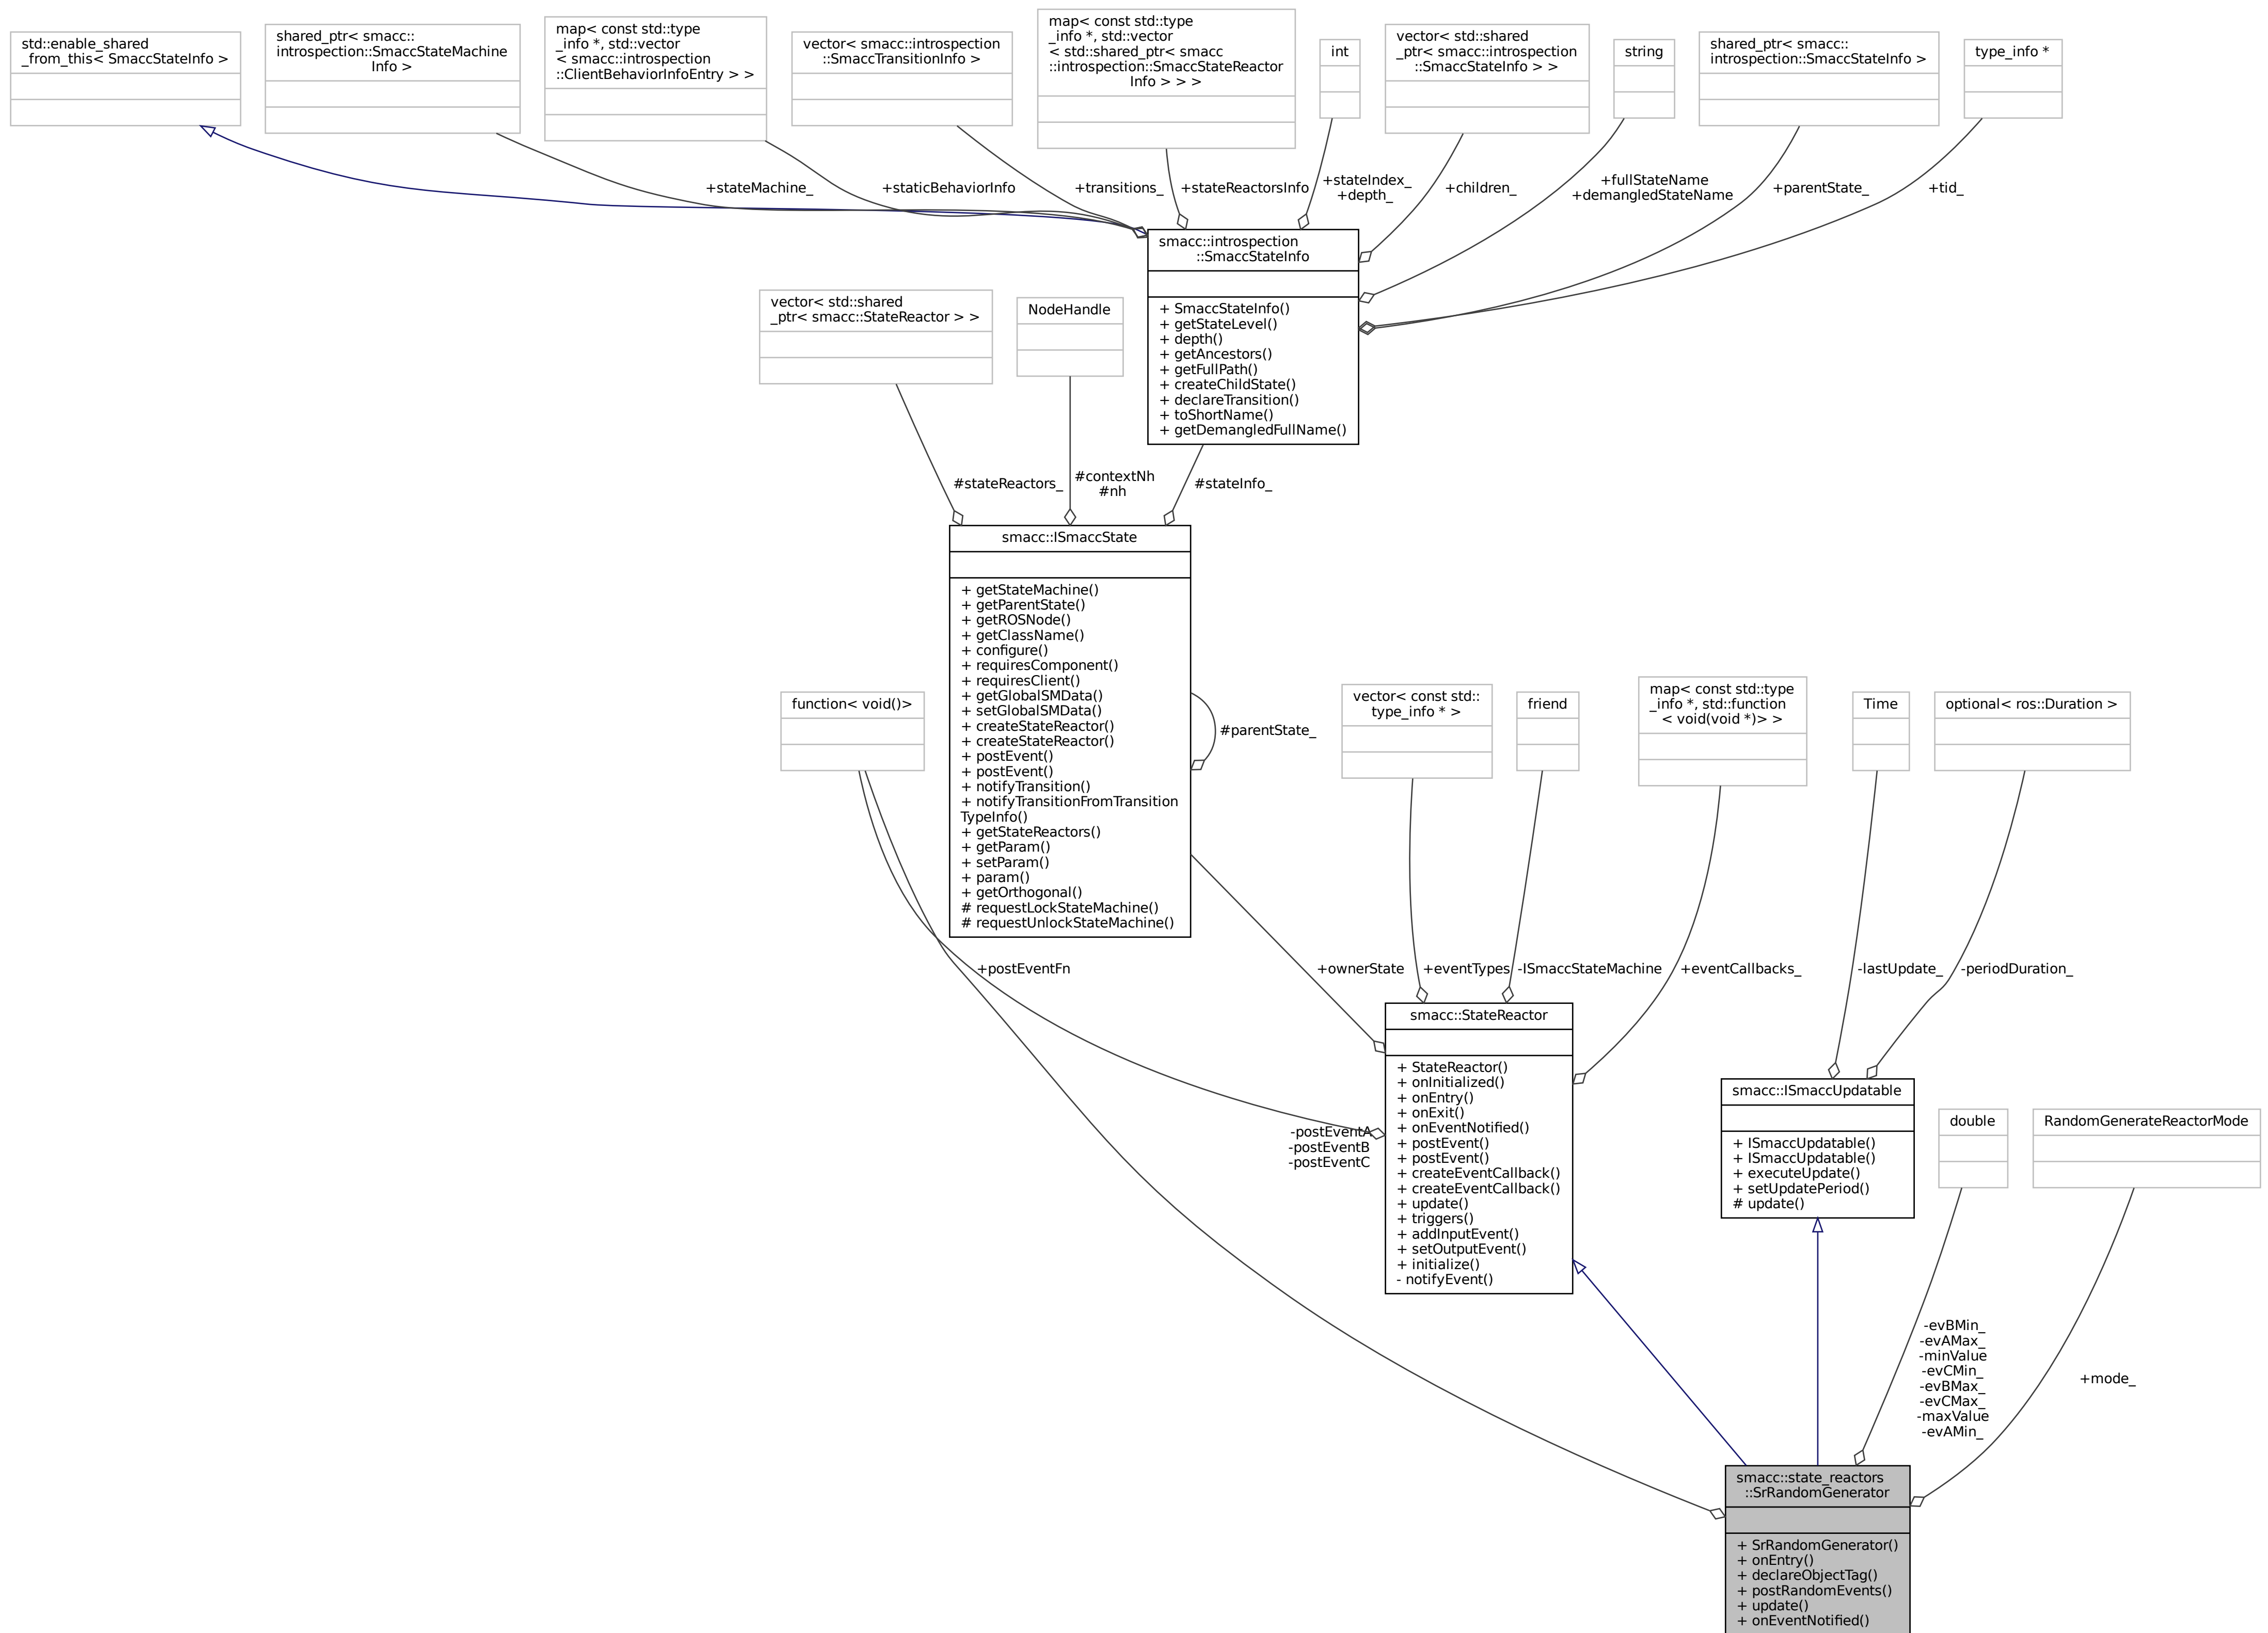 std::enable_shared
_from_this< SmaccStateInfo >
shared_ptr< smacc::
introspection::SmaccStateMachine
Info >
map< const std::type
_info *, std::vector
< smacc::introspection
::ClientBehaviorInfoEntry > >
vector< smacc::introspection
::SmaccTransitionInfo >
map< const std::type
_info *, std::vector
< std::shared_ptr< smacc
::introspection::SmaccStateReactor
Info > > >
int
vector< std::shared
_ptr< smacc::introspection
::SmaccStateInfo > >
string
shared_ptr< smacc::
introspection::SmaccStateInfo >
type_info *
+stateMachine_
+staticBehaviorInfo
+transitions_
+stateReactorsInfo
+stateIndex_
+depth_
+children_
+fullStateName
+demangledStateName
+parentState_
+tid_
smacc::introspection
::SmaccStateInfo
+ SmaccStateInfo()
+ getStateLevel()
+ depth()
+ getAncestors()
+ getFullPath()
+ createChildState()
+ declareTransition()
+ toShortName()
+ getDemangledFullName()
vector< std::shared
_ptr< smacc::StateReactor > >
NodeHandle
#stateReactors_
#contextNh
#nh
#stateInfo_
smacc::ISmaccState
+ getStateMachine()
+ getParentState()
+ getROSNode()
+ getClassName()
+ configure()
+ requiresComponent()
+ requiresClient()
+ getGlobalSMData()
+ setGlobalSMData()
+ createStateReactor()
+ createStateReactor()
+ postEvent()
+ postEvent()
+ notifyTransition()
+ notifyTransitionFromTransition
TypeInfo()
+ getStateReactors()
+ getParam()
+ setParam()
+ param()
+ getOrthogonal()
# requestLockStateMachine()
# requestUnlockStateMachine()
#parentState_
function< void()>
vector< const std::
type_info * >
friend
map< const std::type
_info *, std::function
< void(void *)> >
Time
optional< ros::Duration >
+postEventFn
+ownerState
+eventTypes
-ISmaccStateMachine
+eventCallbacks_
-lastUpdate_
-periodDuration_
smacc::StateReactor
+ StateReactor()
+ onInitialized()
+ onEntry()
+ onExit()
+ onEventNotified()
+ postEvent()
+ postEvent()
+ createEventCallback()
+ createEventCallback()
+ update()
+ triggers()
+ addInputEvent()
+ setOutputEvent()
+ initialize()
- notifyEvent()
-postEventA
-postEventB
-postEventC
smacc::ISmaccUpdatable
+ ISmaccUpdatable()
+ ISmaccUpdatable()
+ executeUpdate()
+ setUpdatePeriod()
# update()
double
RandomGenerateReactorMode
-evBMin_
-evAMax_
-minValue
-evCMin_
-evBMax_
-evCMax_
-maxValue
-evAMin_
+mode_
smacc::state_reactors
::SrRandomGenerator
+ SrRandomGenerator()
+ onEntry()
+ declareObjectTag()
+ postRandomEvents()
+ update()
+ onEventNotified()